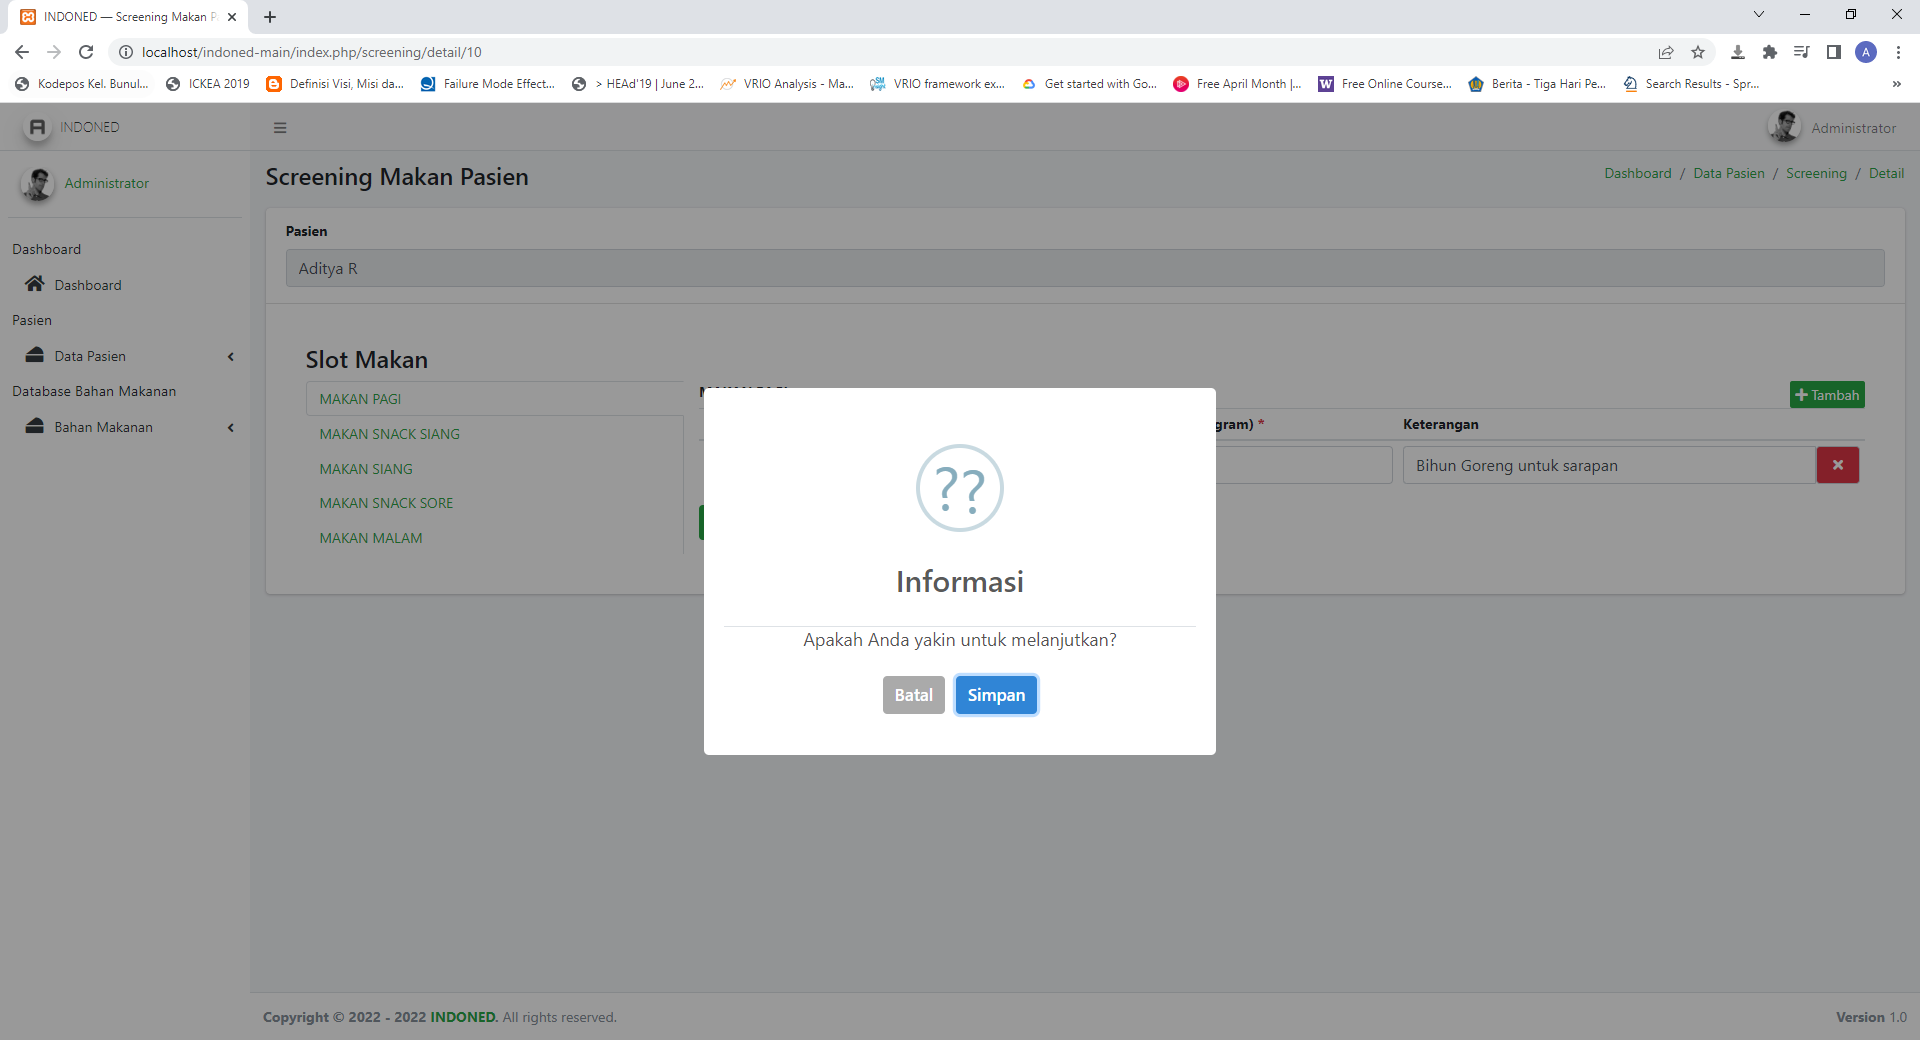 INDONED — Screening Makan P
localhost/indoned-main/index.php/screening/detail/10
A
Kodepos Kel. Bunul...
ICKEA 2019
Definisi Visi, Misi da...
Failure Mode Effect...
> HEAd'19 | June 2...
VRIO Analysis - Ma...
VRIO framework ex...
Get started with Go...
Free April Month |...
W
Free Online Course...
Berita - Tiga Hari Pe...
Search Results - Spr...
»
INDONED
Administrator
Administrator
Screening Makan Pasien
Dashboard / Data Pasien / Screening / Detail
Dashboard
Dashboard
Pasien
Data Pasien
Database Bahan Makanan
Bahan Makanan
Pasien
Aditya R
Slot Makan
MAKAN PAGI
MAKAN SNACK SIANG
MAKAN SIANG
MAKAN SNACK SORE
MAKAN MALAM
Tambah
gram) *
Keterangan
Bihun Goreng untuk sarapan
??
Informasi
Apakah Anda yakin untuk melanjutkan?
Batal
Simpan
Copyright © 2022 - 2022 INDONED. All rights reserved.
Version 1.0